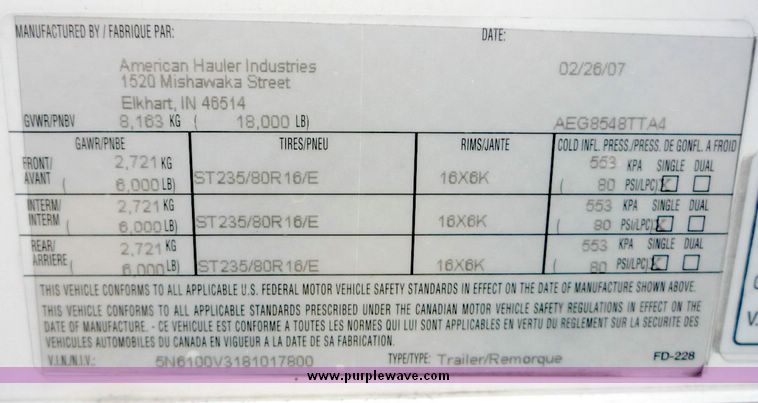 MANUFACTURED BY / FABRIQUE PAR: DATE:
American Hauler Industries 02/26/07
1520 Mishawaka Street
Elkhart, IN 46514
GVWR/PNBV 8,163 KG ( 18,000 LB) AEG8548TTA4
GAWR/PNBE TIRES/PNEU RIMS/JANTE COLD INFL. PRESS./PRESS. DE GONFL. A FROID
FRONT/ 2,721 KG 553 KPA SINGLE DUAL
AVANT ( 6,000 LB) ST235/80R16/E 16X6K ( 80 PSI/LPC)
INTERM/ 2,721 KG 553 KPA SINGLE DUAL
INTERM ( 6,000 LB) ST235/80R16/E 16X6K ( 80 PSI/LPC)
REAR/ 2,721 KG 553 KPA SINGLE DUAL
ARRIERE ( 6,000 LB) ST235/80R16/E 16X6K ( 80 PSI/LPC)
THIS VEHICLE CONFORMS TO ALL APPLICABLE U.S. FEDERAL MOTOR VEHICLE SAFETY STANDARDS IN EFFECT ON THE DATE OF MANUFACTURE SHOWN ABOVE.
THIS VEHICLE CONFORMS TO ALL APPLICABLE STANDARDS PRESCRIBED UNDER THE CANADIAN MOTOR VEHICLE SAFETY REGULATIONS IN EFFECT ON THE
DATE OF MANUFACTURE. - CE VEHICULE EST CONFORME A TOUTES LES NORMES QUI LUI SONT APPLICABLES EN VERTU DU REGLEMENT SUR LA SECURITE DES
VEHICULES AUTOMOBILES DU CANADA EN VIGUEUR A LA DATE DE SA FABRICATION.
V.I.N./N.I.V.: 5N6100V3181017800 TYPE/TYPE: Trailer/Remorque FD-228
www.purplewave.com